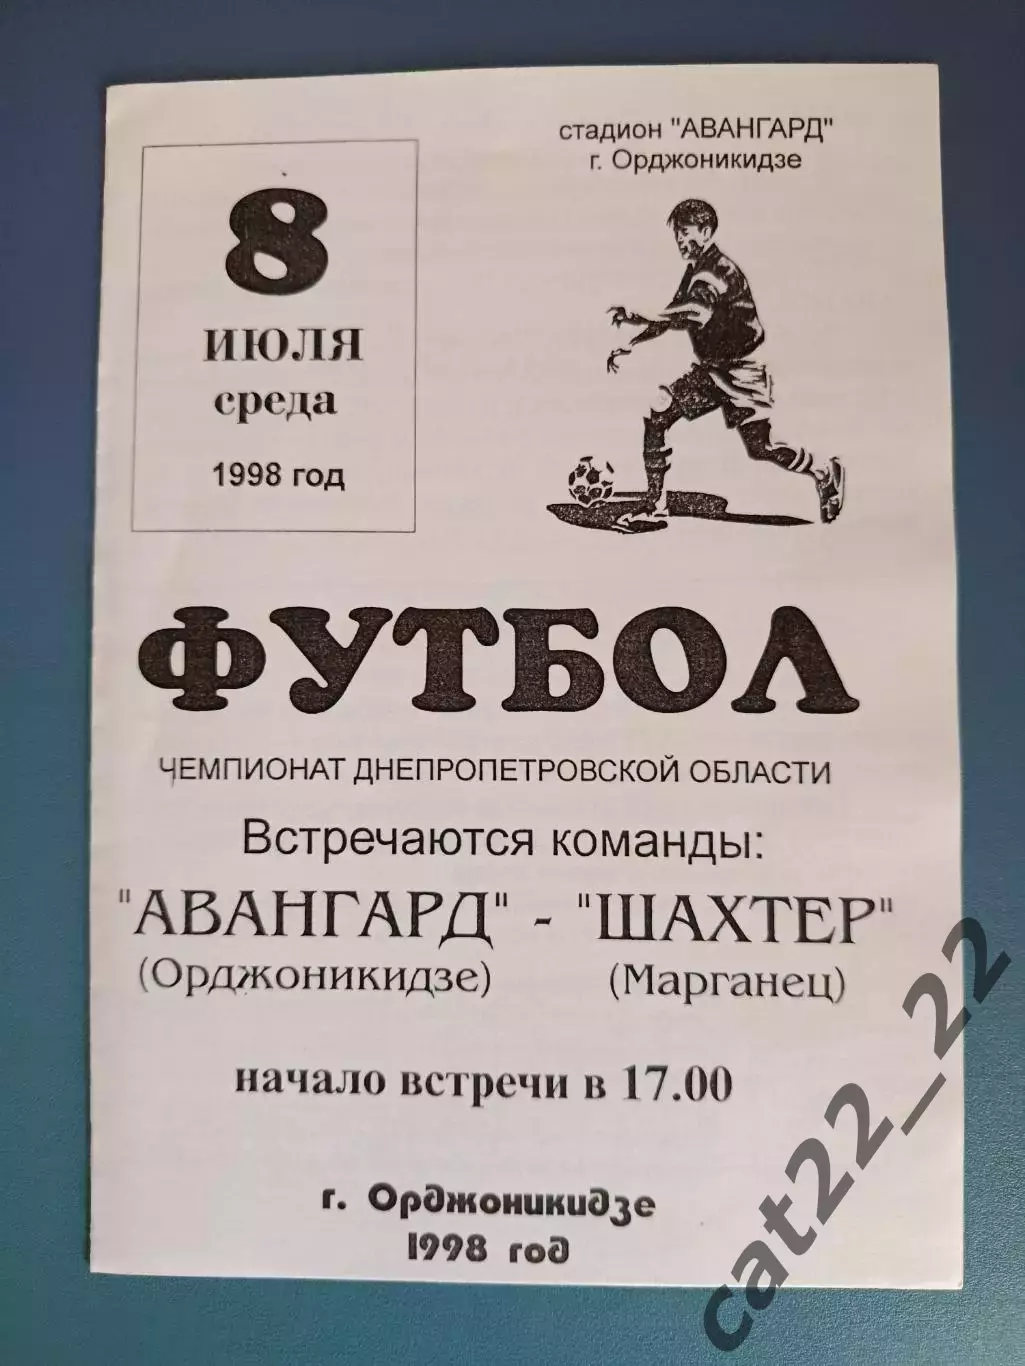 8
ИЮЛЯ
среда
1998 год
стадион "АВАНГАРД"
г. Орджоникидзе
ФУТБОЛ
ЧЕМПИОНАТ ДНЕПРОПЕТРОВСКОЙ ОБЛАСТИ
Встречаются команды:
"АВАНГАРД" - "ШАХТЕР"
(Орджоникидзе) (Марганец)
начало встречи в 17.00
г. Орджоникидзе
1998 год
cat22_22